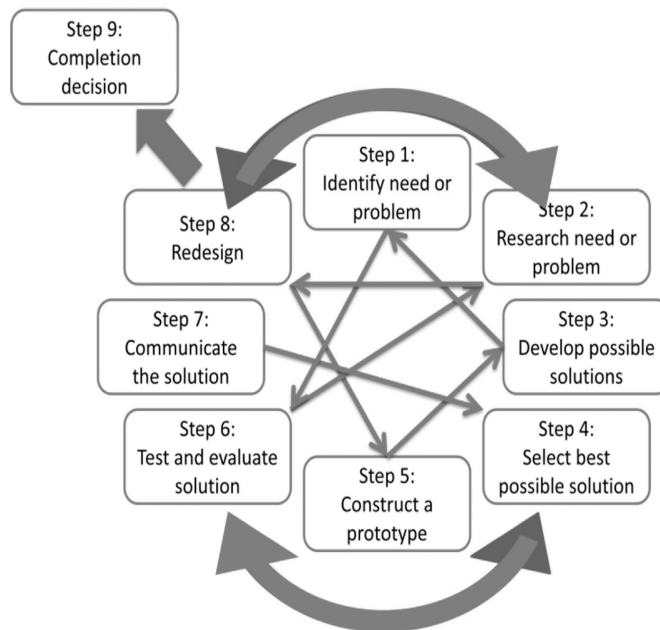 Step 9:
Completion
decision
Step 1:
Identify need or
problem
Step 8:
Redesign
Step 2:
Research need or
problem
Step 7:
Communicate
the solution
Step 3:
Develop possible
solutions
Step 6:
Test and evaluate
solution
Step 4:
Select best
possible solution
Step 5:
Construct a
prototype